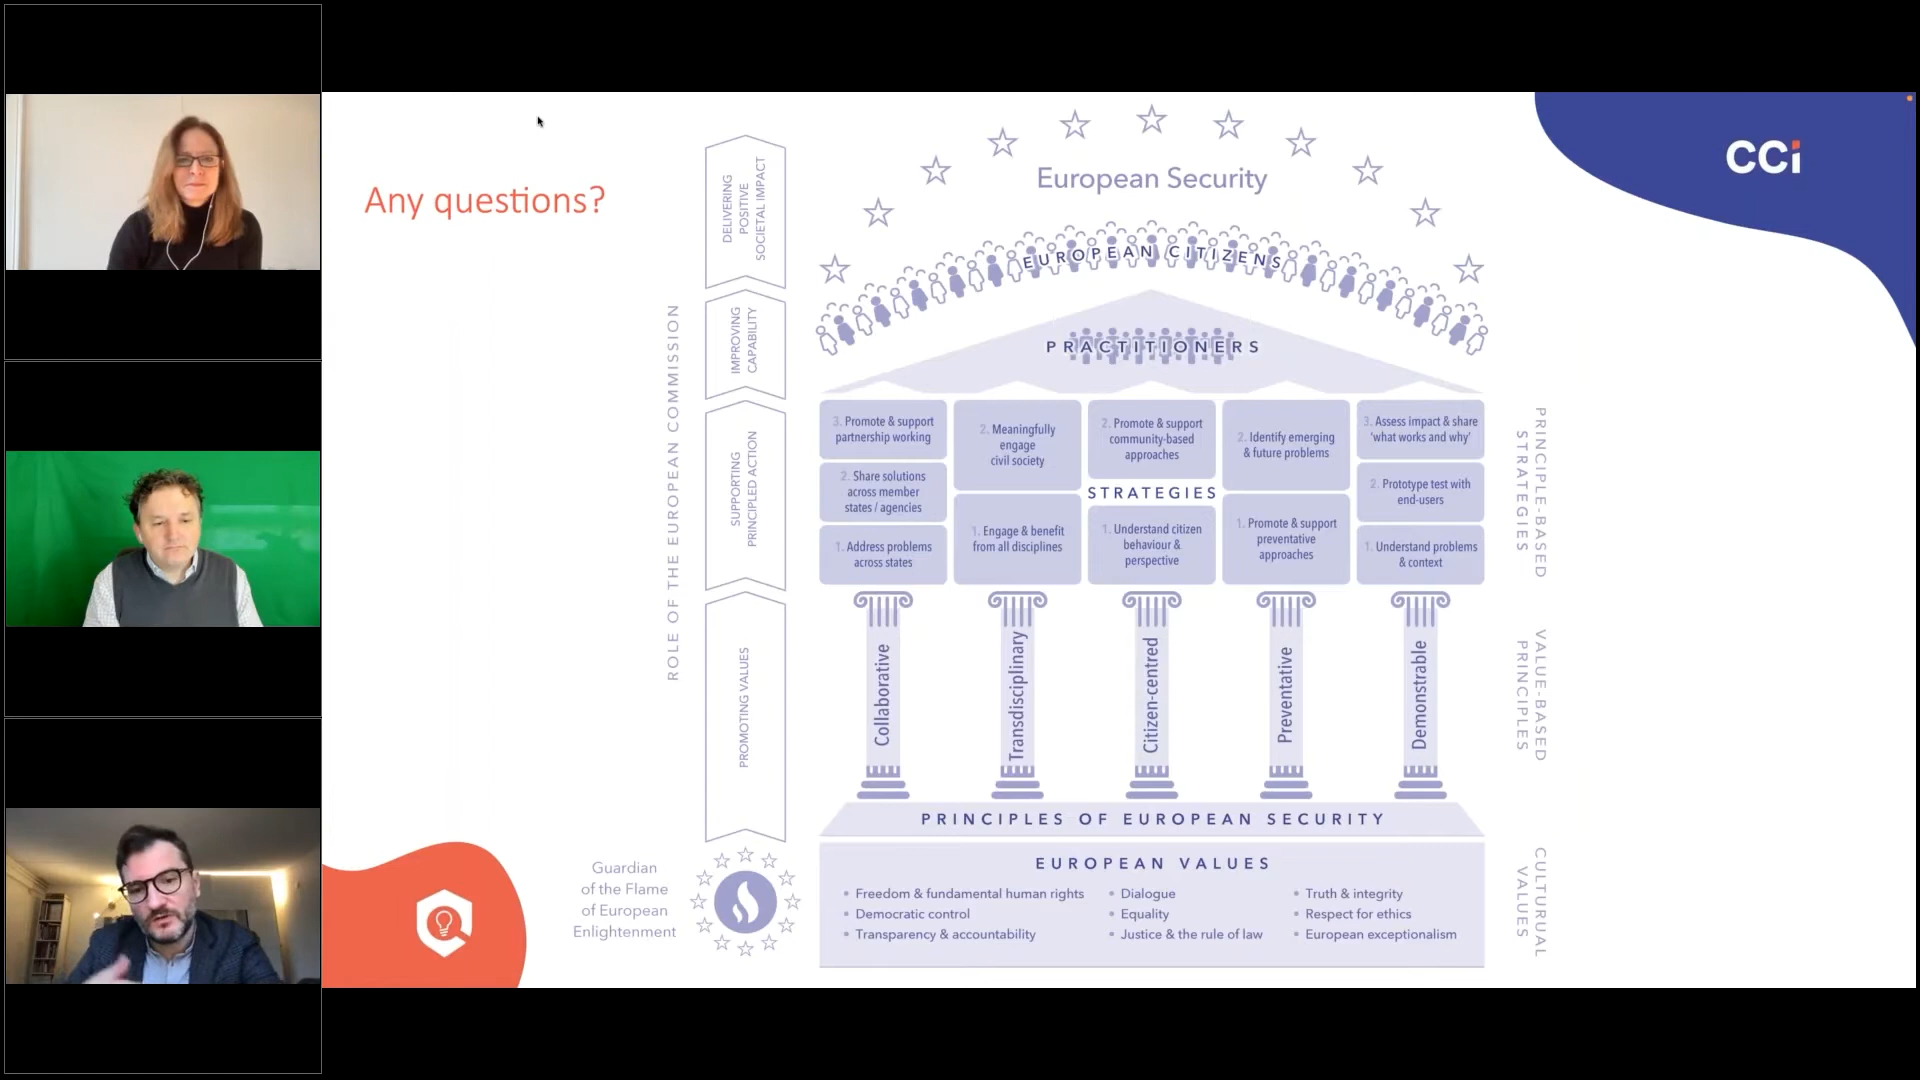 Any questions?
CCi
European Security
EUROPEAN CITIZENS
PRACTITIONERS
ROLE OF THE EUROPEAN COMMISSION
DELIVERING
POSITIVE
SOCIETAL IMPACT
IMPROVING
CAPABILITY
SUPPORTING
PRINCIPLED ACTION
PROMOTING VALUES
3. Promote & support
partnership working
2. Share solutions
across member
states / agencies
1. Address problems
across states
2. Meaningfully
engage
civil society
1. Engage & benefit
from all disciplines
2. Promote & support
community-based
approaches
STRATEGIES
1. Understand citizen
behaviour &
perspective
2. Identify emerging
& future problems
1. Promote & support
preventative
approaches
3. Assess impact & share
'what works and why'
2. Prototype test with
end-users
1. Understand problems
& context
PRINCIPLE-BASED
STRATEGIES
Collaborative
Transdisciplinary
Citizen-centred
Preventative
Demonstrable
VALUE-BASED
PRINCIPLES
PRINCIPLES OF EUROPEAN SECURITY
EUROPEAN VALUES
• Freedom & fundamental human rights
• Democratic control
• Transparency & accountability
• Dialogue
• Equality
• Justice & the rule of law
• Truth & integrity
• Respect for ethics
• European exceptionalism
CULTURUAL
VALUES
Guardian
of the Flame
of European
Enlightenment